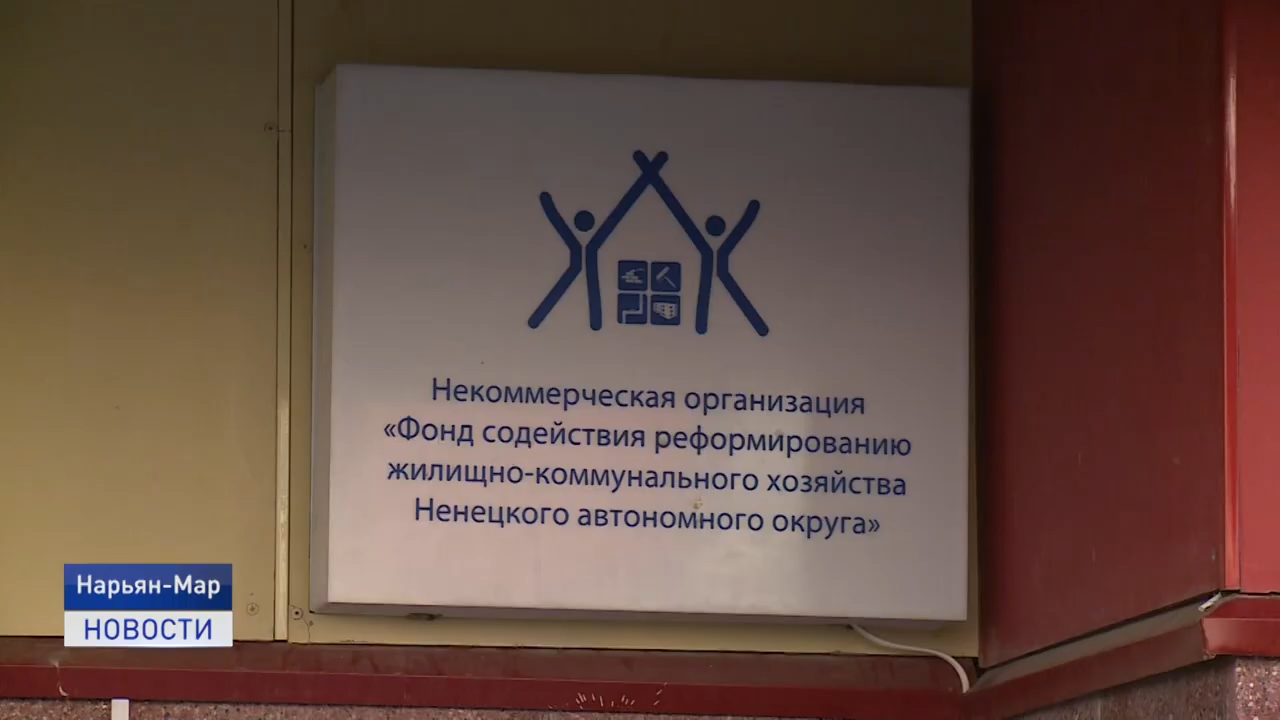 Некоммерческая организация
«Фонд содействия реформированию
жилищно-коммунального хозяйства
Ненецкого автономного округа»
Нарьян-Мар
НОВОСТИ